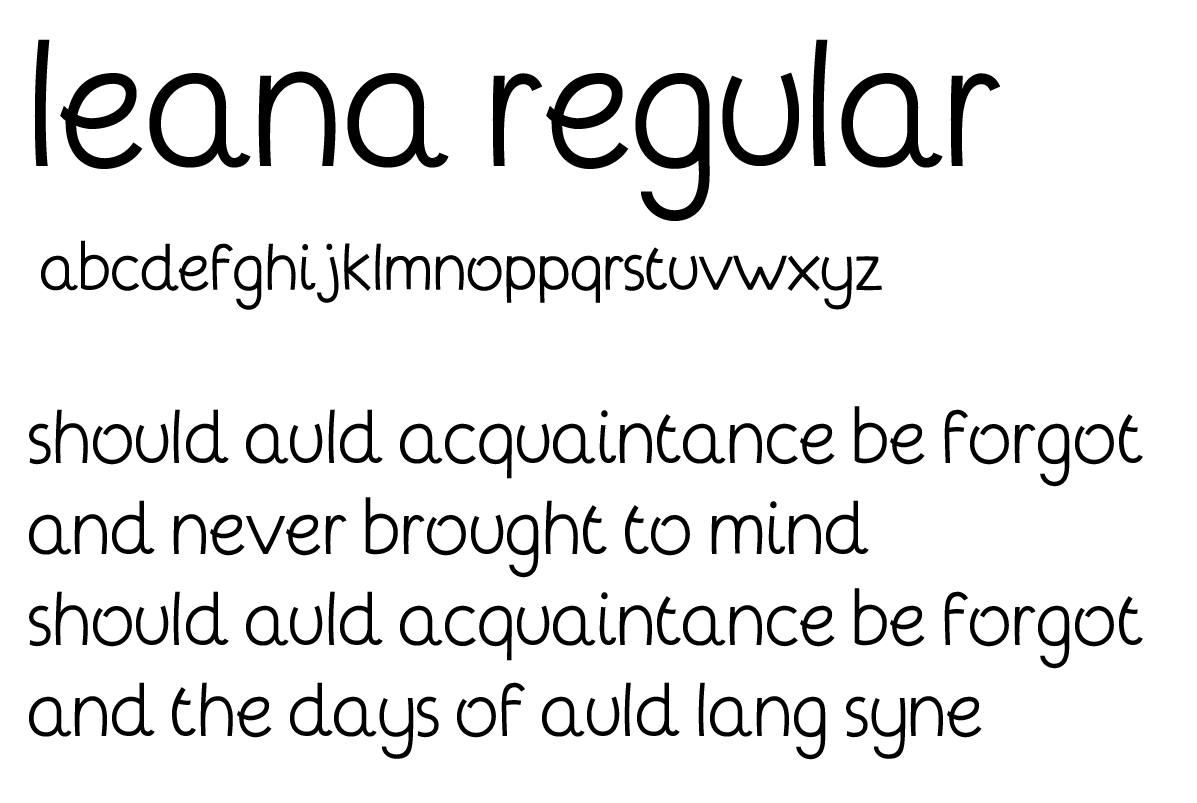 leana regular
abcdefghijklmnoppqrstuvwxyz
should auld acquaintance be forgot
and never brought to mind
should auld acquaintance be forgot
and the days of auld lang syne